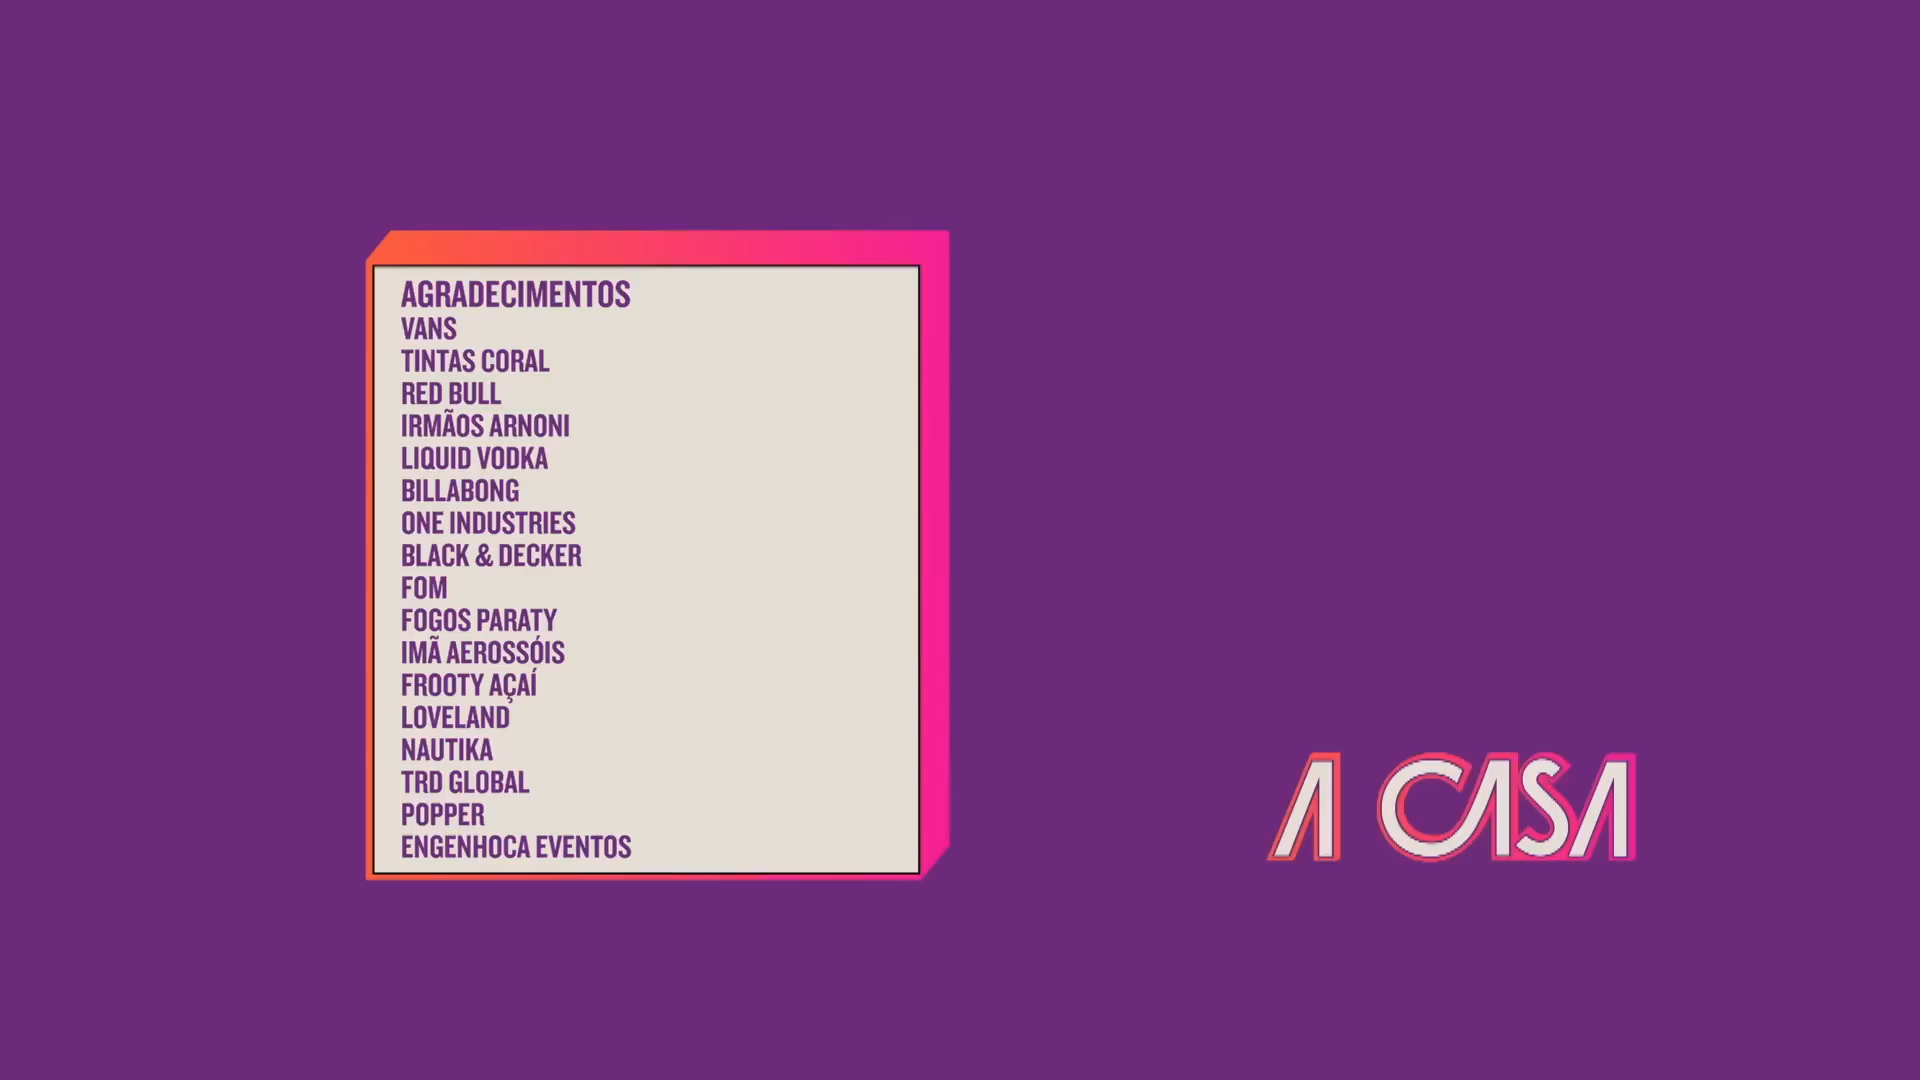 AGRADECIMENTOS
VANS
TINTAS CORAL
RED BULL
IRMÃOS ARNONI
LIQUID VODKA
BILLABONG
ONE INDUSTRIES
BLACK & DECKER
FOM
FOGOS PARATY
IMÃ AEROSSÓIS
FROOTY AÇAÍ
LOVELAND
NAUTIKA
TRD GLOBAL
POPPER
ENGENHOCA EVENTOS
A CASA